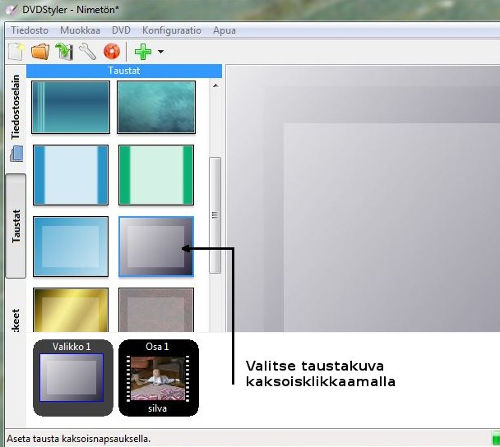 DVDStyler - Nimetön*
Tiedosto Muokkaa DVD Konfiguraatio Apua
Tiedostoselain
Taustat
Taustat
Valikko 1
Osa 1
silva
Valitse taustakuva
kaksoisklikkaamalla
Aseta tausta kaksoisnapsauksella.